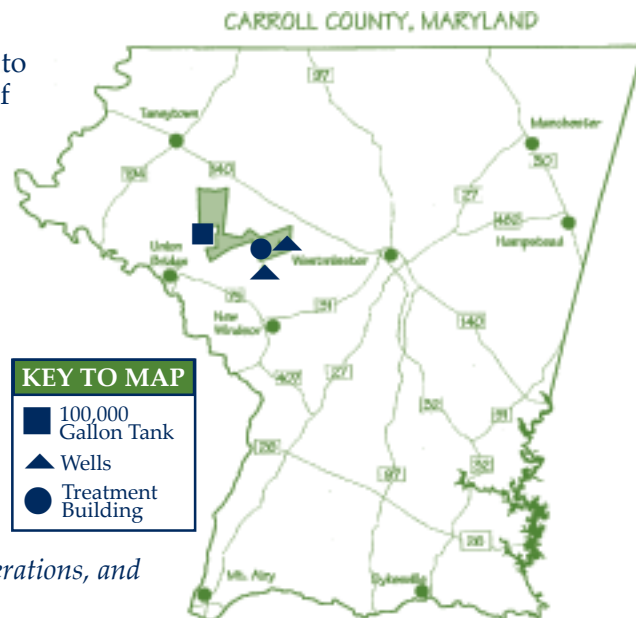 CARROLL COUNTY, MARYLAND
to
f
27
Taneytown
Manchester
194
140
30
27
482
Hampstead
Union
Bridge
Westminster
75
31
New
Windsor
140
KEY TO MAP
100,000
Gallon Tank
Wells
Treatment
Building
407
27
32
91
26
97
32
26
erations, and
Mt. Airy
Sykesville